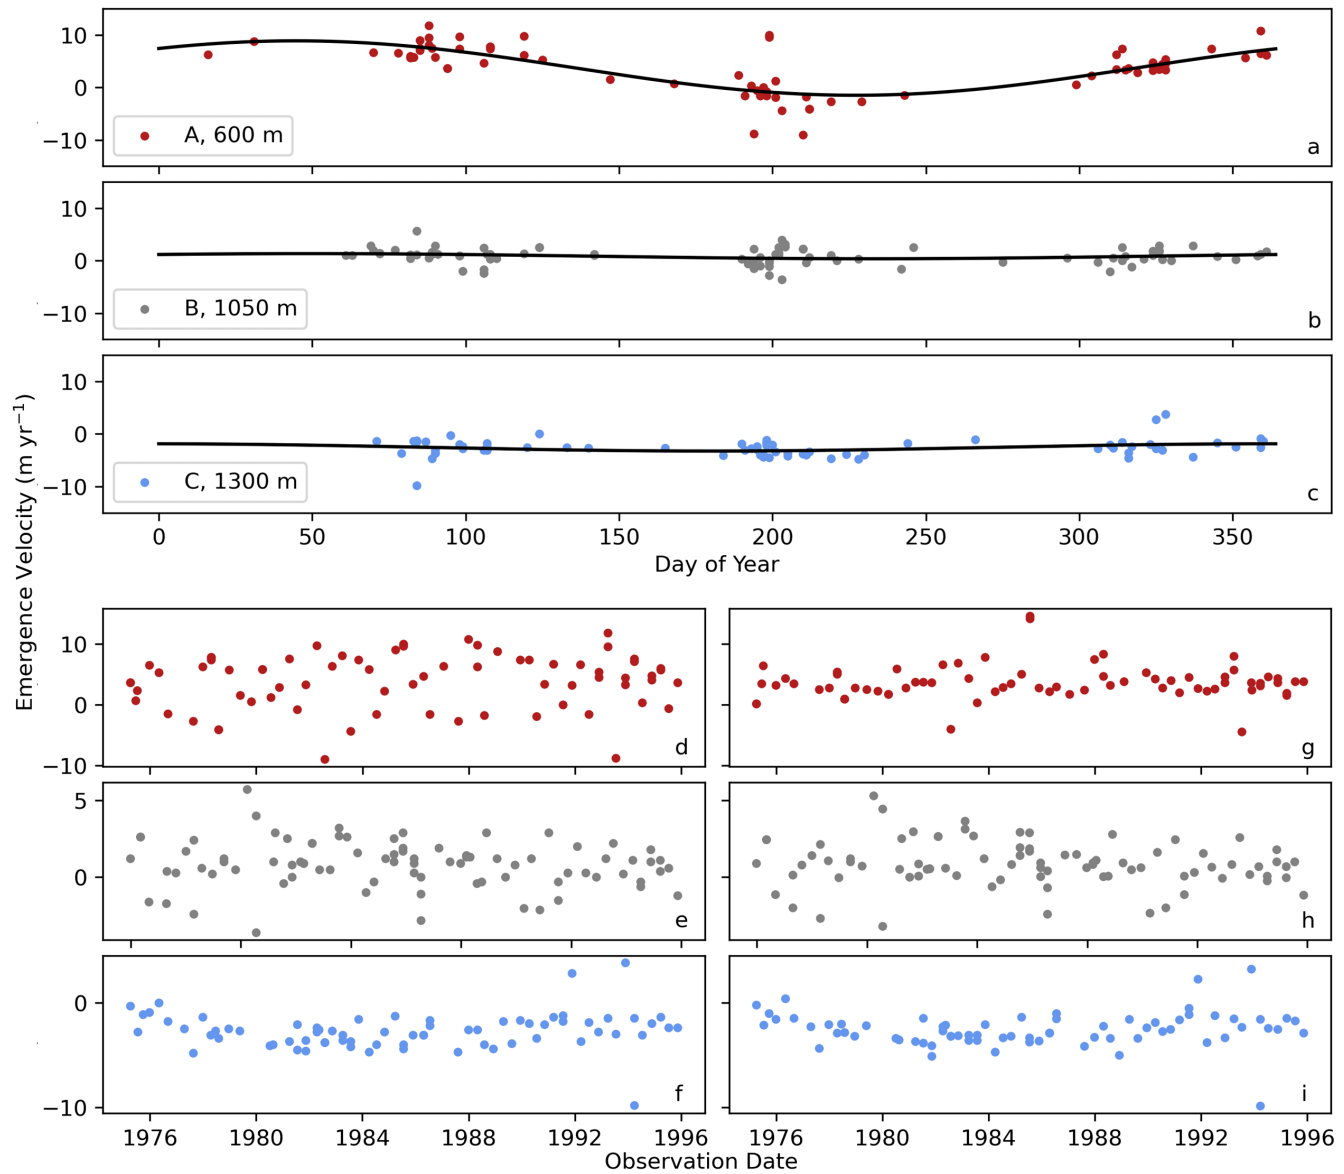 10
0
−10
A, 600 m
a
10
0
−10
B, 1050 m
b
10
0
−10
C, 1300 m
c
0 50 100 150 200 250 300 350
Day of Year
Emergence Velocity (m yr⁻¹)
10
0
−10
d
g
5
0
e
h
0
−10
f
i
1976 1980 1984 1988 1992 1996
1976 1980 1984 1988 1992 1996
Observation Date